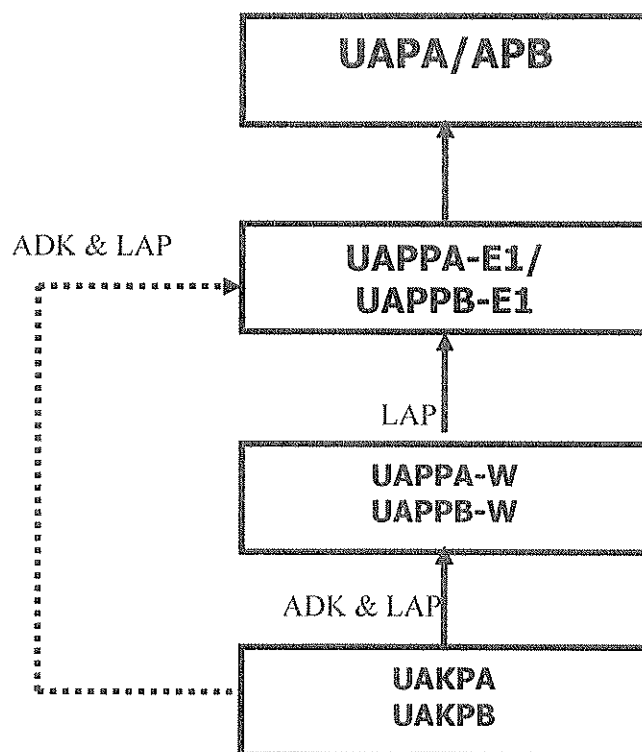 UAPA/APB
ADK & LAP
UAPPA-E1/
UAPPB-E1
LAP
UAPPA-W
UAPPB-W
ADK & LAP
UAKPA
UAKPB